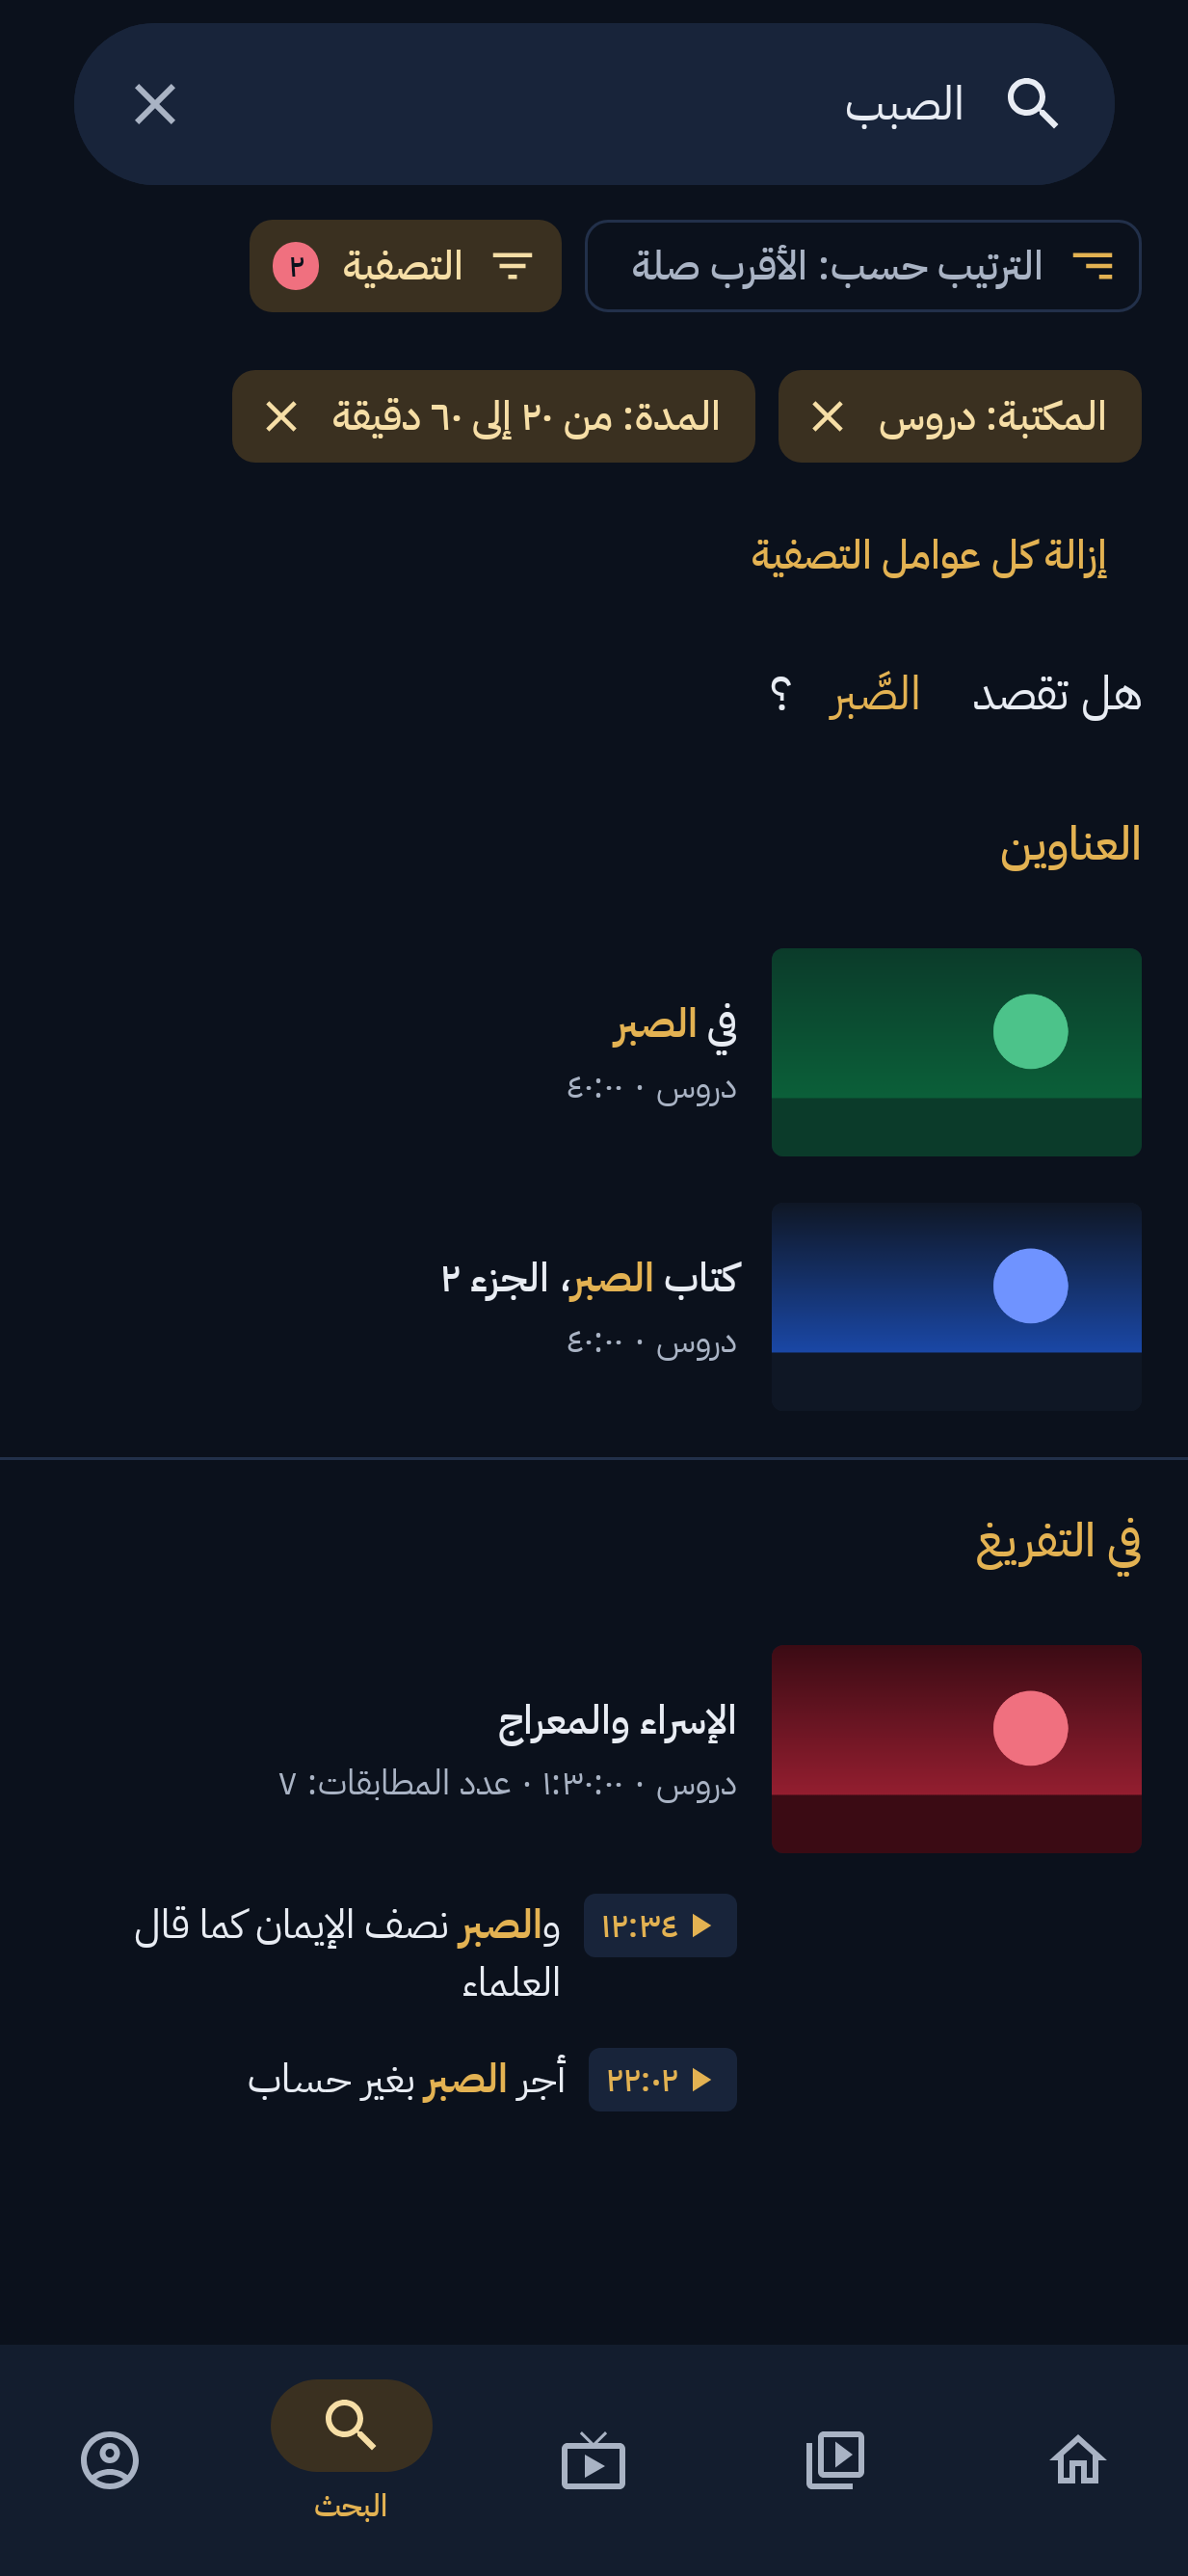 الصبب
الترتيب حسب: الأقرب صلة
التصفية ٢
المكتبة: دروس
المدة: من ٢٠ إلى ٦٠ دقيقة
إزالة كل عوامل التصفية
هل تقصد الصَّبر ؟
العناوين
في الصبر
دروس · ٤٠:٠٠
كتاب الصبر، الجزء ٢
دروس · ٤٠:٠٠
في التفريغ
الإسراء والمعراج
دروس · ١:٣٠:٠٠ · عدد المطابقات: ٧
١٢:٣٤ والصبر نصف الإيمان كما قال
العلماء
٢٢:٠٢ أجر الصبر بغير حساب
البحث